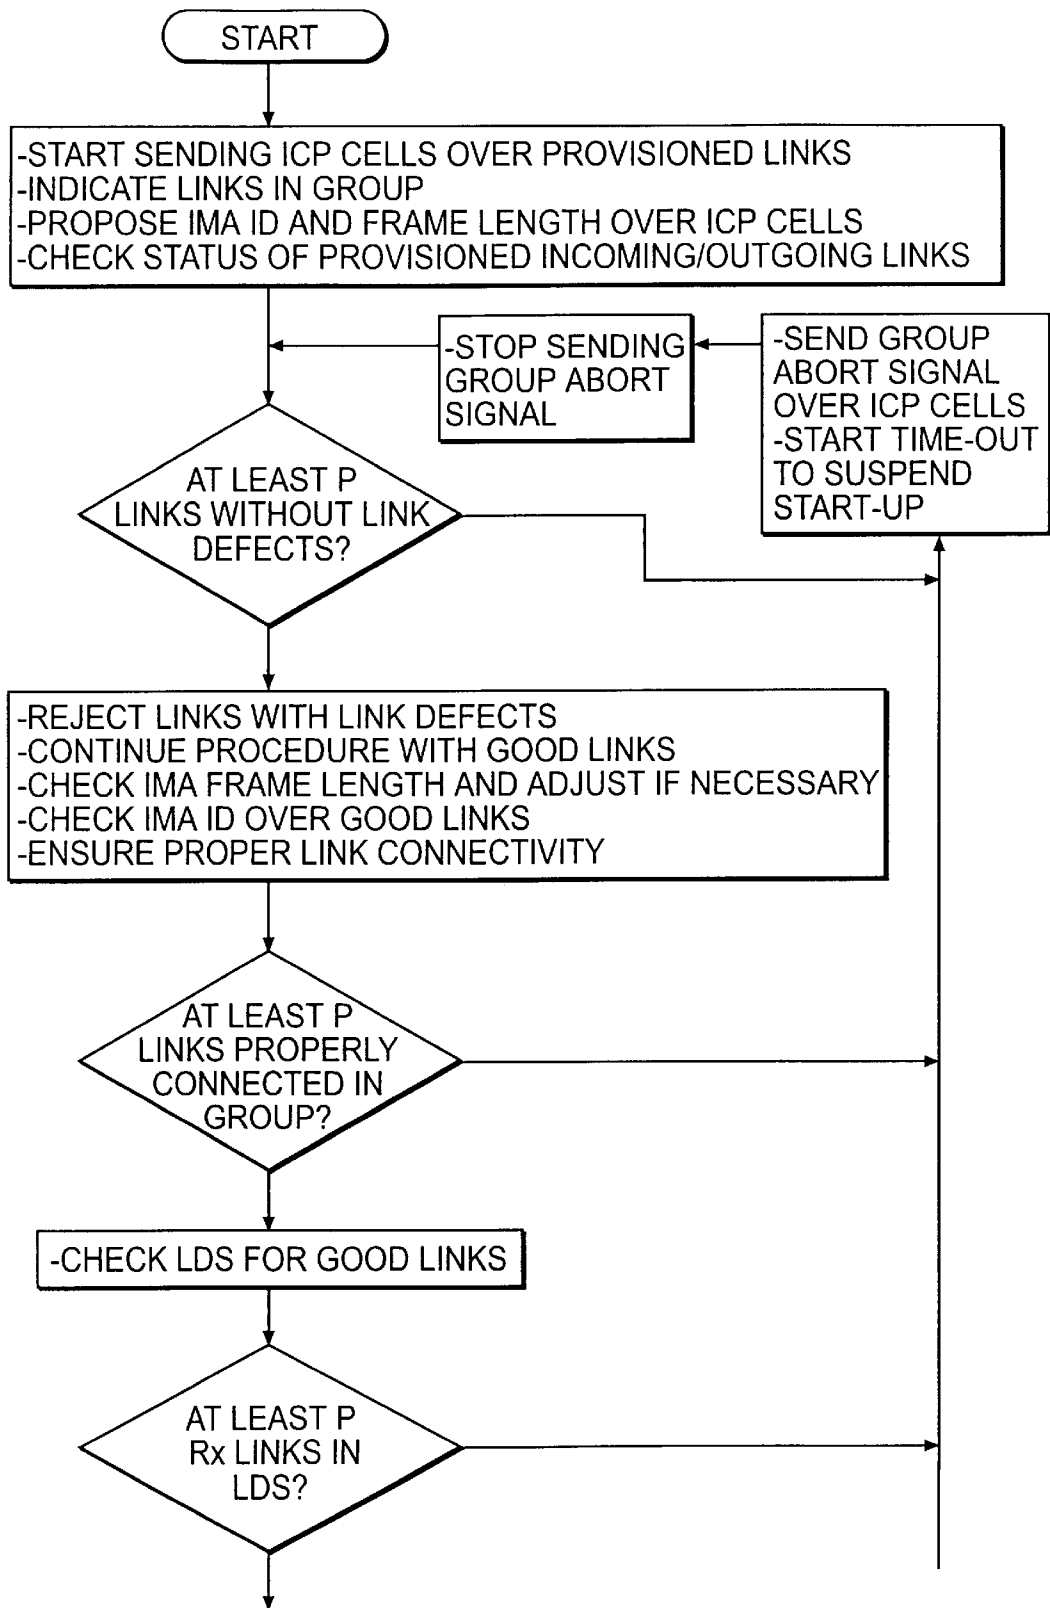 START
-START SENDING ICP CELLS OVER PROVISIONED LINKS
-INDICATE LINKS IN GROUP
-PROPOSE IMA ID AND FRAME LENGTH OVER ICP CELLS
-CHECK STATUS OF PROVISIONED INCOMING/OUTGOING LINKS
-STOP SENDING
GROUP ABORT
SIGNAL
-SEND GROUP
ABORT SIGNAL
OVER ICP CELLS
-START TIME-OUT
TO SUSPEND
START-UP
AT LEAST P
LINKS WITHOUT LINK
DEFECTS?
-REJECT LINKS WITH LINK DEFECTS
-CONTINUE PROCEDURE WITH GOOD LINKS
-CHECK IMA FRAME LENGTH AND ADJUST IF NECESSARY
-CHECK IMA ID OVER GOOD LINKS
-ENSURE PROPER LINK CONNECTIVITY
AT LEAST P
LINKS PROPERLY
CONNECTED IN
GROUP?
-CHECK LDS FOR GOOD LINKS
AT LEAST P
Rx LINKS IN
LDS?